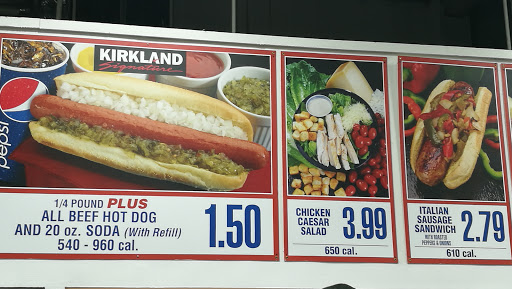 KIRKLAND
Signature
pepsi
1/4 POUND PLUS
ALL BEEF HOT DOG
AND 20 oz. SODA (With Refill)
540 - 960 cal.
1.50
CHICKEN
CAESAR
SALAD
3.99
650 cal.
ITALIAN
SAUSAGE
SANDWICH
WITH ROASTED
PEPPERS & ONIONS
2.79
610 cal.